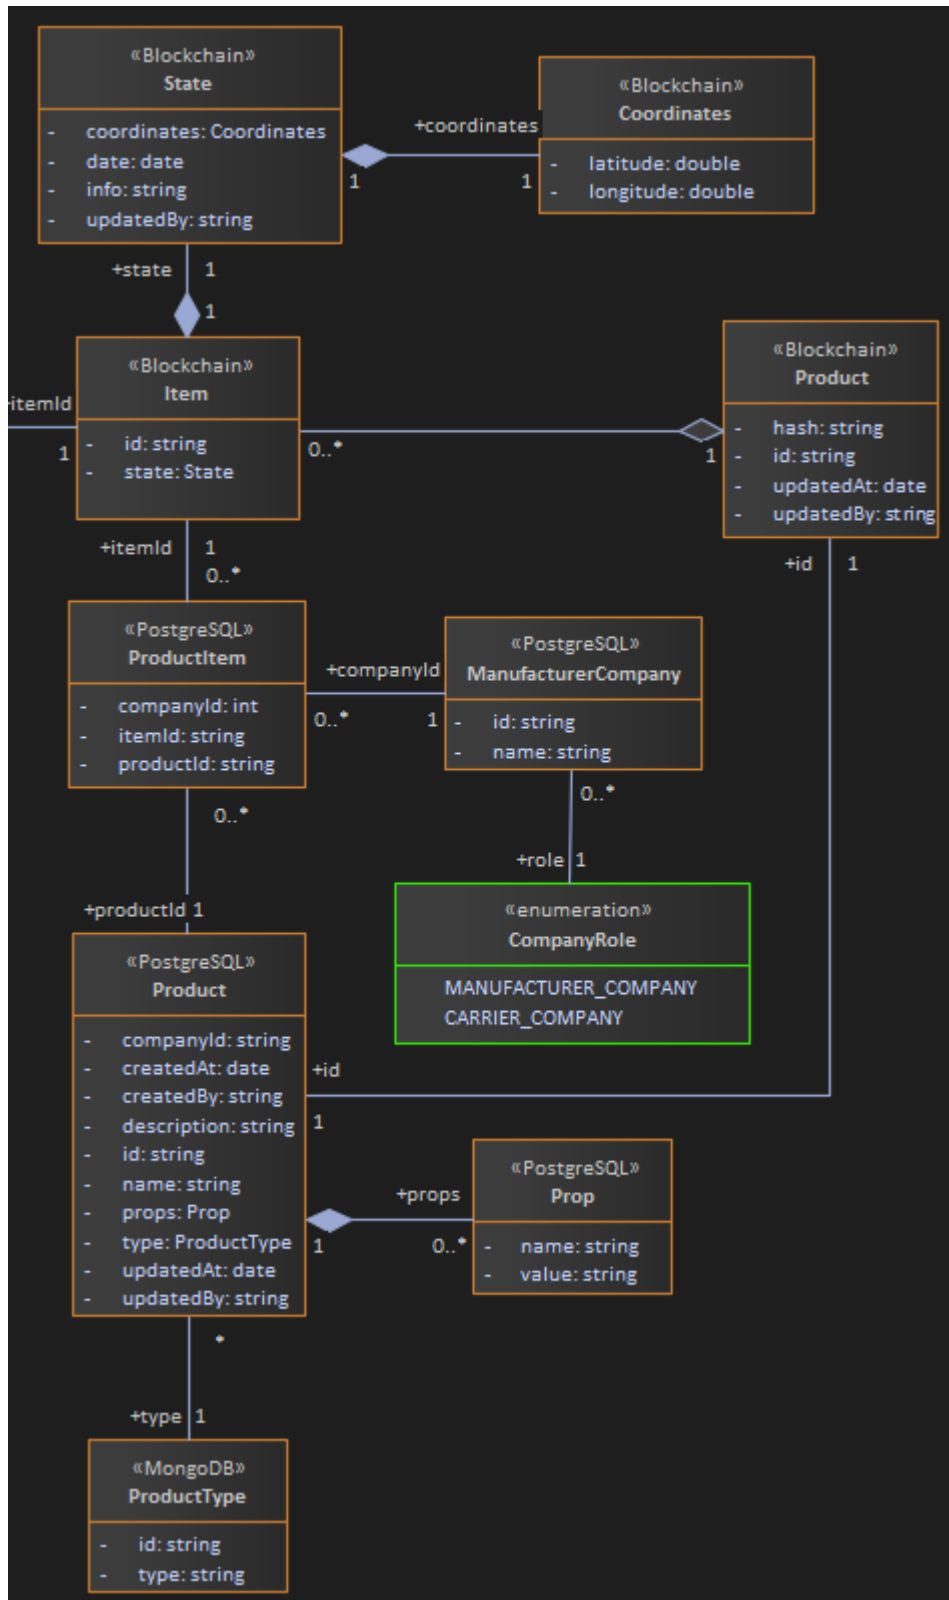 «Blockchain»
State
- coordinates: Coordinates
- date: date
- info: string
- updatedBy: string
+coordinates
1
1
«Blockchain»
Coordinates
- latitude: double
- longitude: double
+state 1
1
«Blockchain»
Item
- id: string
- state: State
itemId
1
0..*
1
«Blockchain»
Product
- hash: string
- id: string
- updatedAt: date
- updatedBy: string
+itemId 1
0..*
+id 1
«PostgreSQL»
ProductItem
- companyId: int
- itemId: string
- productId: string
+companyId
0..*
1
«PostgreSQL»
ManufacturerCompany
- id: string
- name: string
0..*
0..*
+role 1
«enumeration»
CompanyRole
MANUFACTURER_COMPANY
CARRIER_COMPANY
+productId 1
«PostgreSQL»
Product
- companyId: string
- createdAt: date
- createdBy: string
- description: string
- id: string
- name: string
- props: Prop
- type: ProductType
- updatedAt: date
- updatedBy: string
+id
1
+props
1
0..*
«PostgreSQL»
Prop
- name: string
- value: string
*
+type 1
«MongoDB»
ProductType
- id: string
- type: string